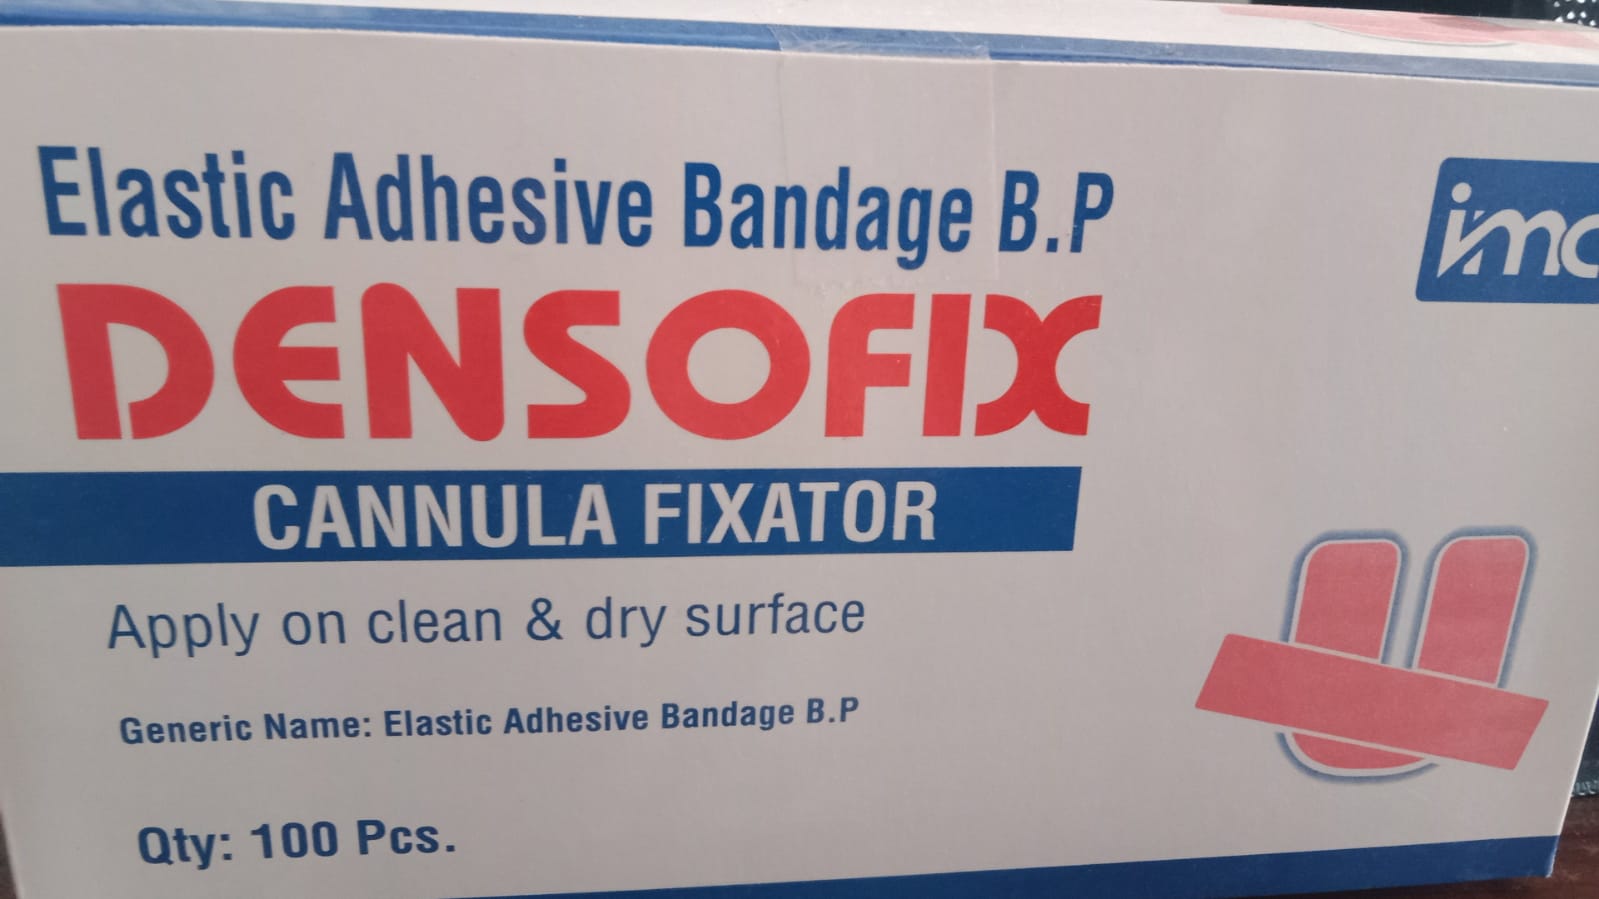 Elastic Adhesive Bandage B.P
DENSOFIX
CANNULA FIXATOR
Apply on clean & dry surface
Generic Name: Elastic Adhesive Bandage B.P
Qty: 100 Pcs.